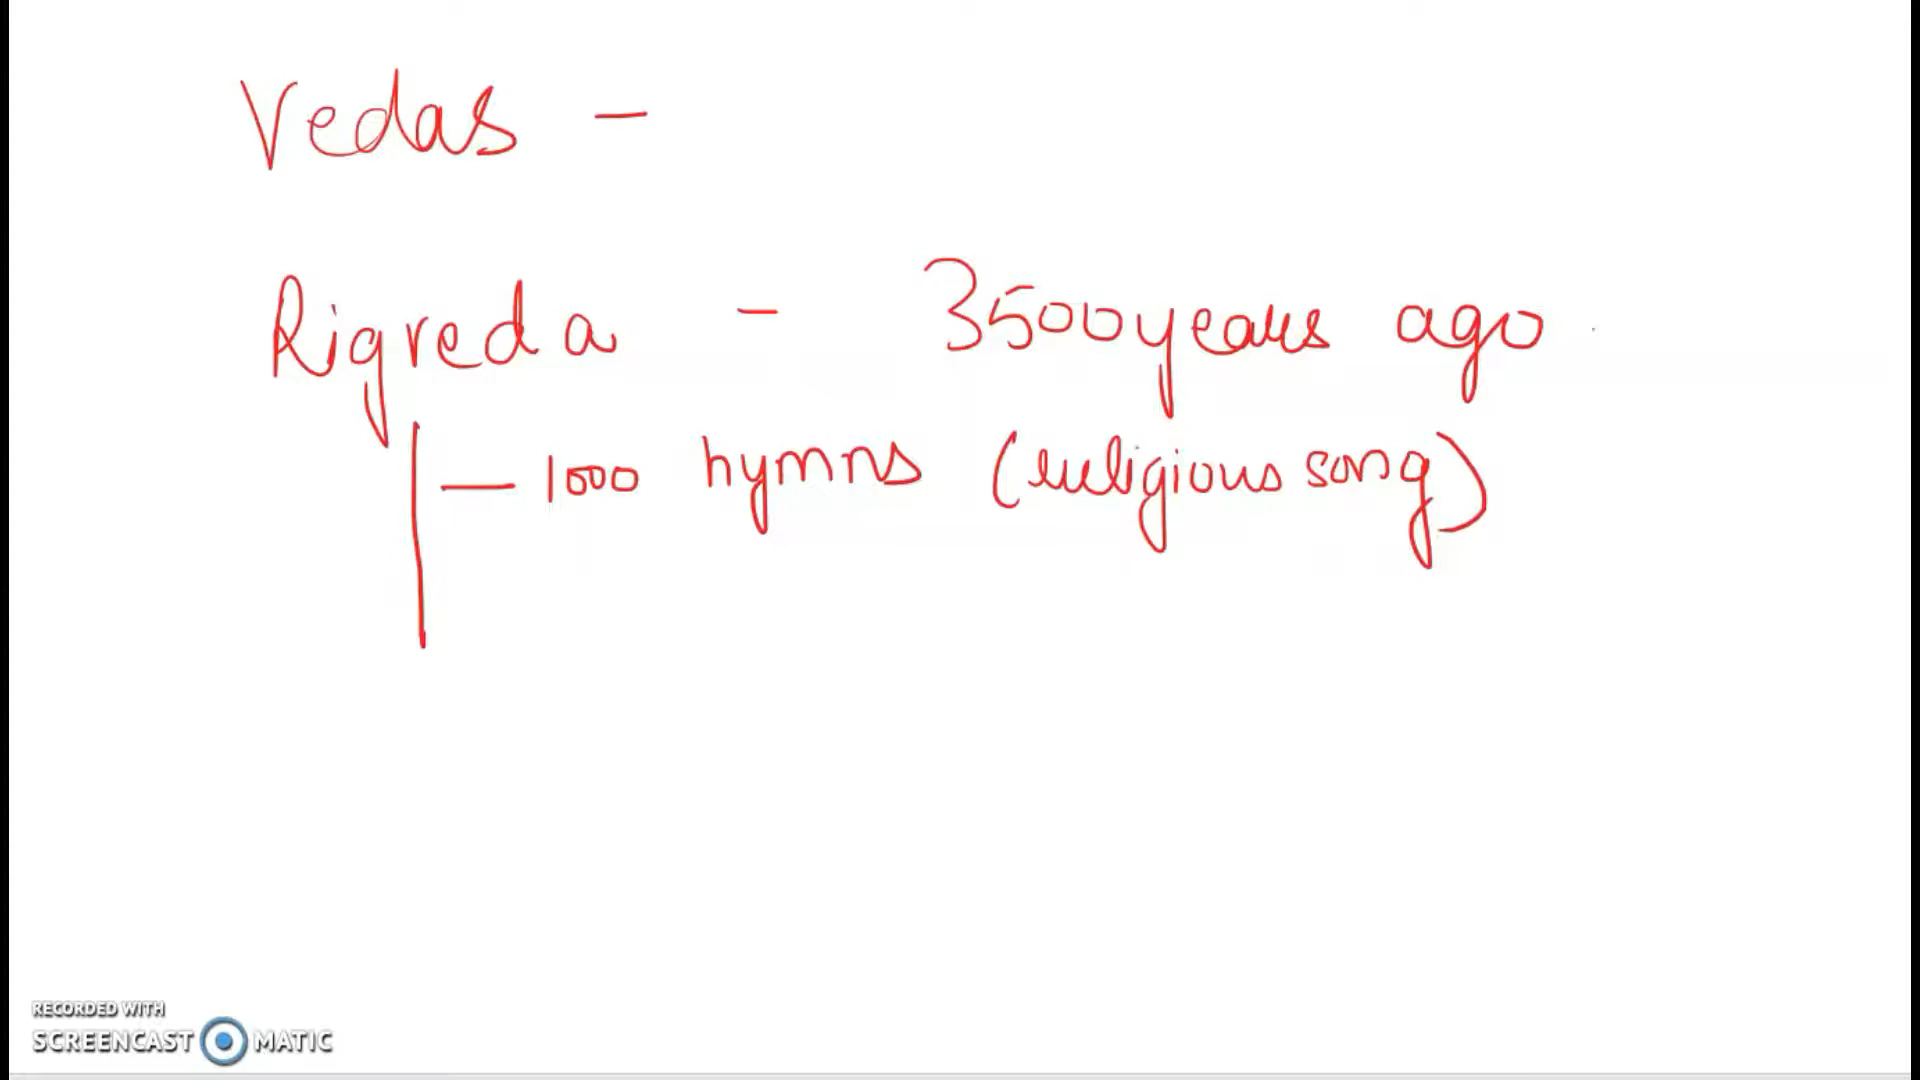 Vedas -
Rigveda - 3500 years ago
- 1000 hymns (religious song)
RECORDED WITH
SCREENCAST MATIC